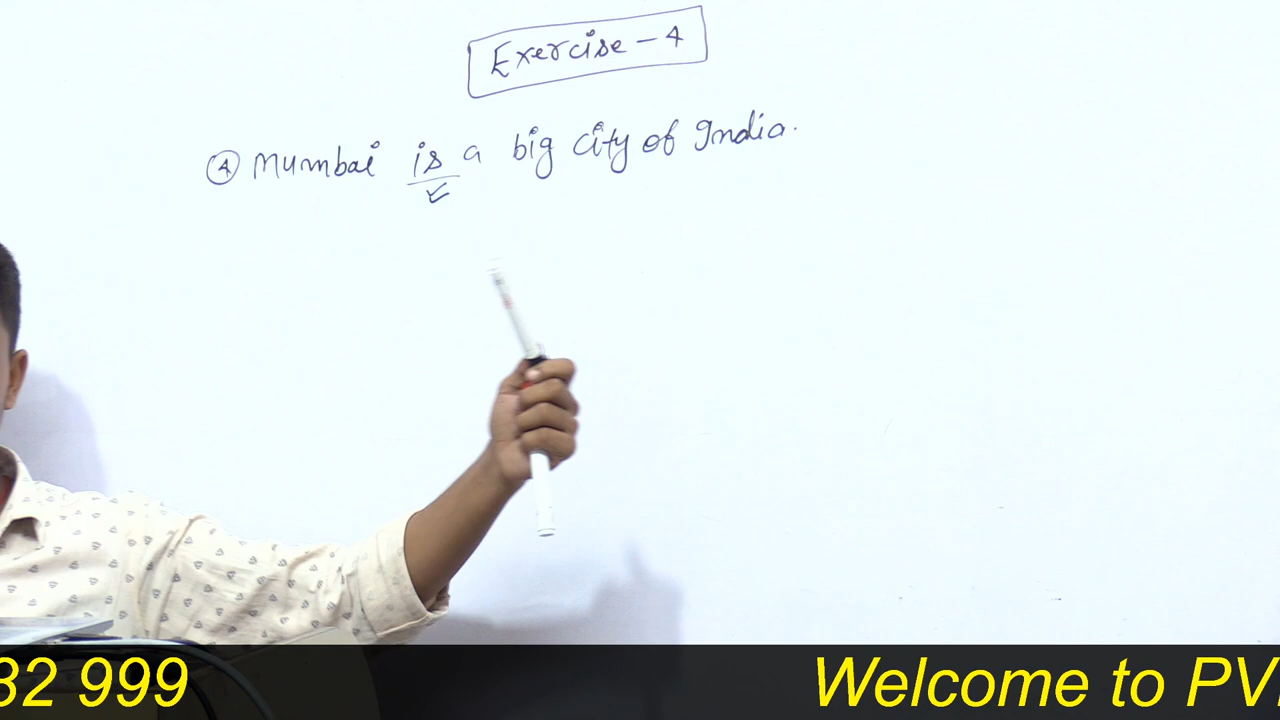 Exercise - 4
④ Mumbai is a big city of India.
32 999 Welcome to PV